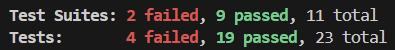 Test Suites: 2 failed, 9 passed, 11 total
Tests: 4 failed, 19 passed, 23 total